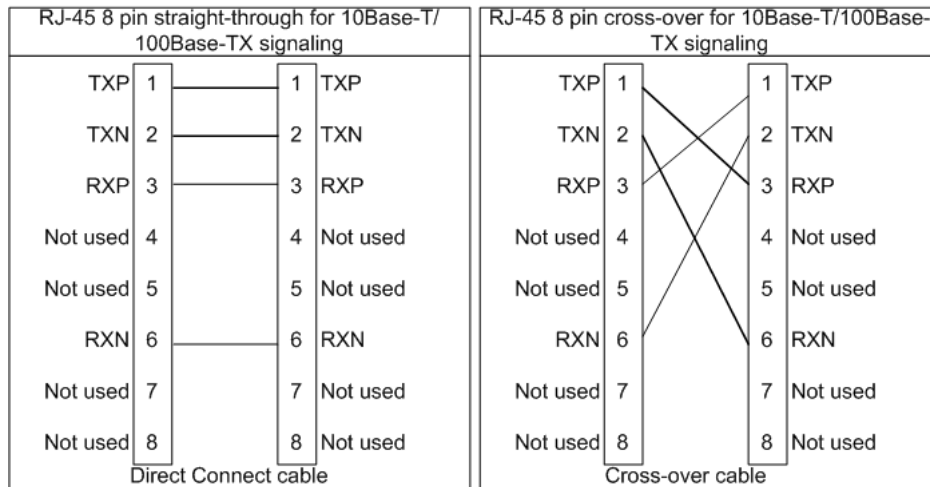 RJ-45 8 pin straight-through for 10Base-T/
100Base-TX signaling
TXP 1 1 TXP
TXN 2 2 TXN
RXP 3 3 RXP
Not used 4 4 Not used
Not used 5 5 Not used
RXN 6 6 RXN
Not used 7 7 Not used
Not used 8 8 Not used
Direct Connect cable
RJ-45 8 pin cross-over for 10Base-T/100Base-
TX signaling
TXP 1 1 TXP
TXN 2 2 TXN
RXP 3 3 RXP
Not used 4 4 Not used
Not used 5 5 Not used
RXN 6 6 RXN
Not used 7 7 Not used
Not used 8 8 Not used
Cross-over cable